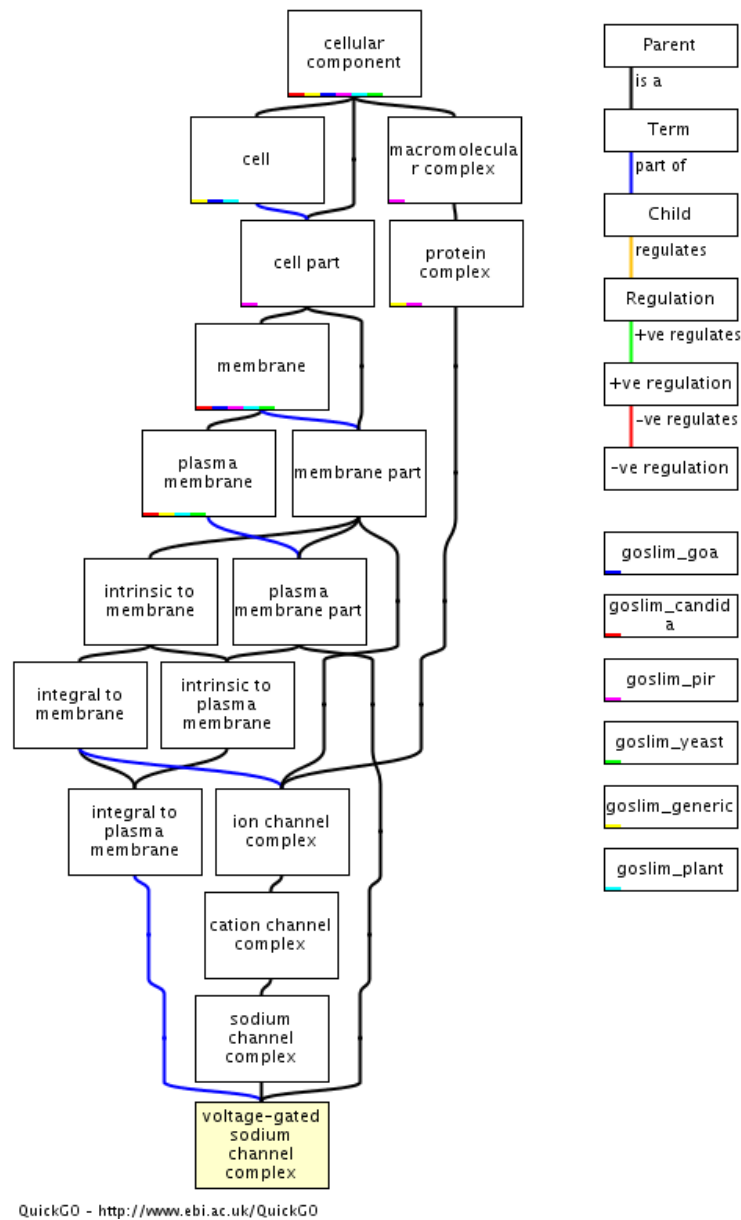 cellular
component
cell
macromolecula
r complex
cell part
protein
complex
membrane
plasma
membrane
membrane part
intrinsic to
membrane
plasma
membrane part
integral to
membrane
intrinsic to
plasma
membrane
integral to
plasma
membrane
ion channel
complex
cation channel
complex
sodium
channel
complex
voltage-gated
sodium
channel
complex
Parent
is a
Term
part of
Child
regulates
Regulation
+ve regulates
+ve regulation
-ve regulates
-ve regulation
goslim_goa
goslim_candid
a
goslim_pir
goslim_yeast
goslim_generic
goslim_plant
QuickGO - http://www.ebi.ac.uk/QuickGO